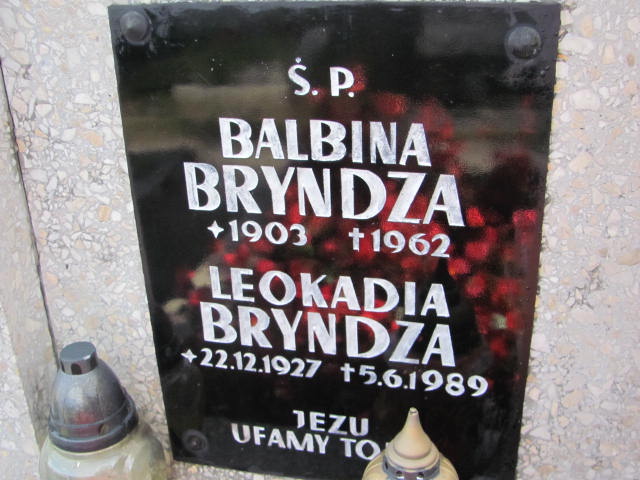 Ś. P.
BALBINA
BRYNDZA
✦1903 †1962
LEOKADIA
BRYNDZA
✦22.12.1927 †5.6.1989
JEZU
UFAMY